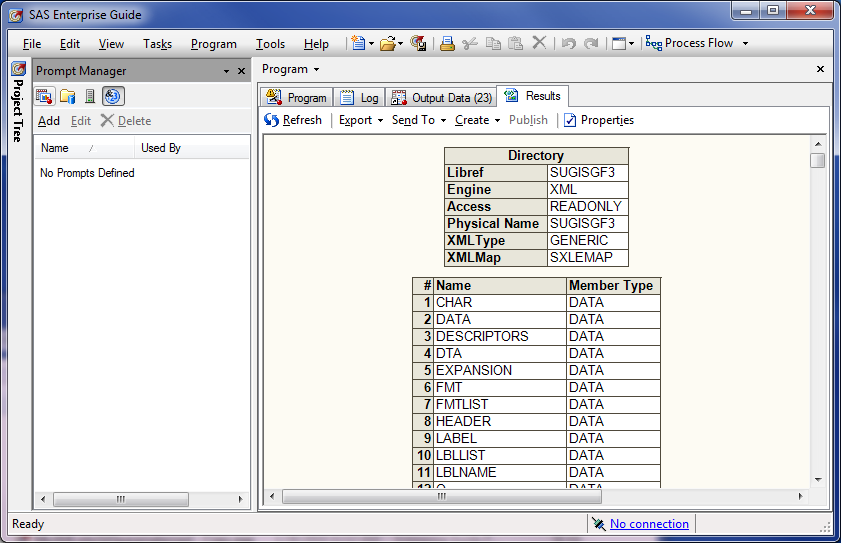 SAS Enterprise Guide
File Edit View Tasks Program Tools Help Process Flow
Project Tree
Prompt Manager
Add Edit Delete
Name Used By
No Prompts Defined
Program
Program Log Output Data (23) Results
Refresh Export Send To Create Publish Properties
Directory
Libref SUGISGF3
Engine XML
Access READONLY
Physical Name SUGISGF3
XMLType GENERIC
XMLMap SXLEMAP
# Name Member Type
1 CHAR DATA
2 DATA DATA
3 DESCRIPTORS DATA
4 DTA DATA
5 EXPANSION DATA
6 FMT DATA
7 FMTLIST DATA
8 HEADER DATA
9 LABEL DATA
10 LBLLIST DATA
11 LBLNAME DATA
Ready No connection